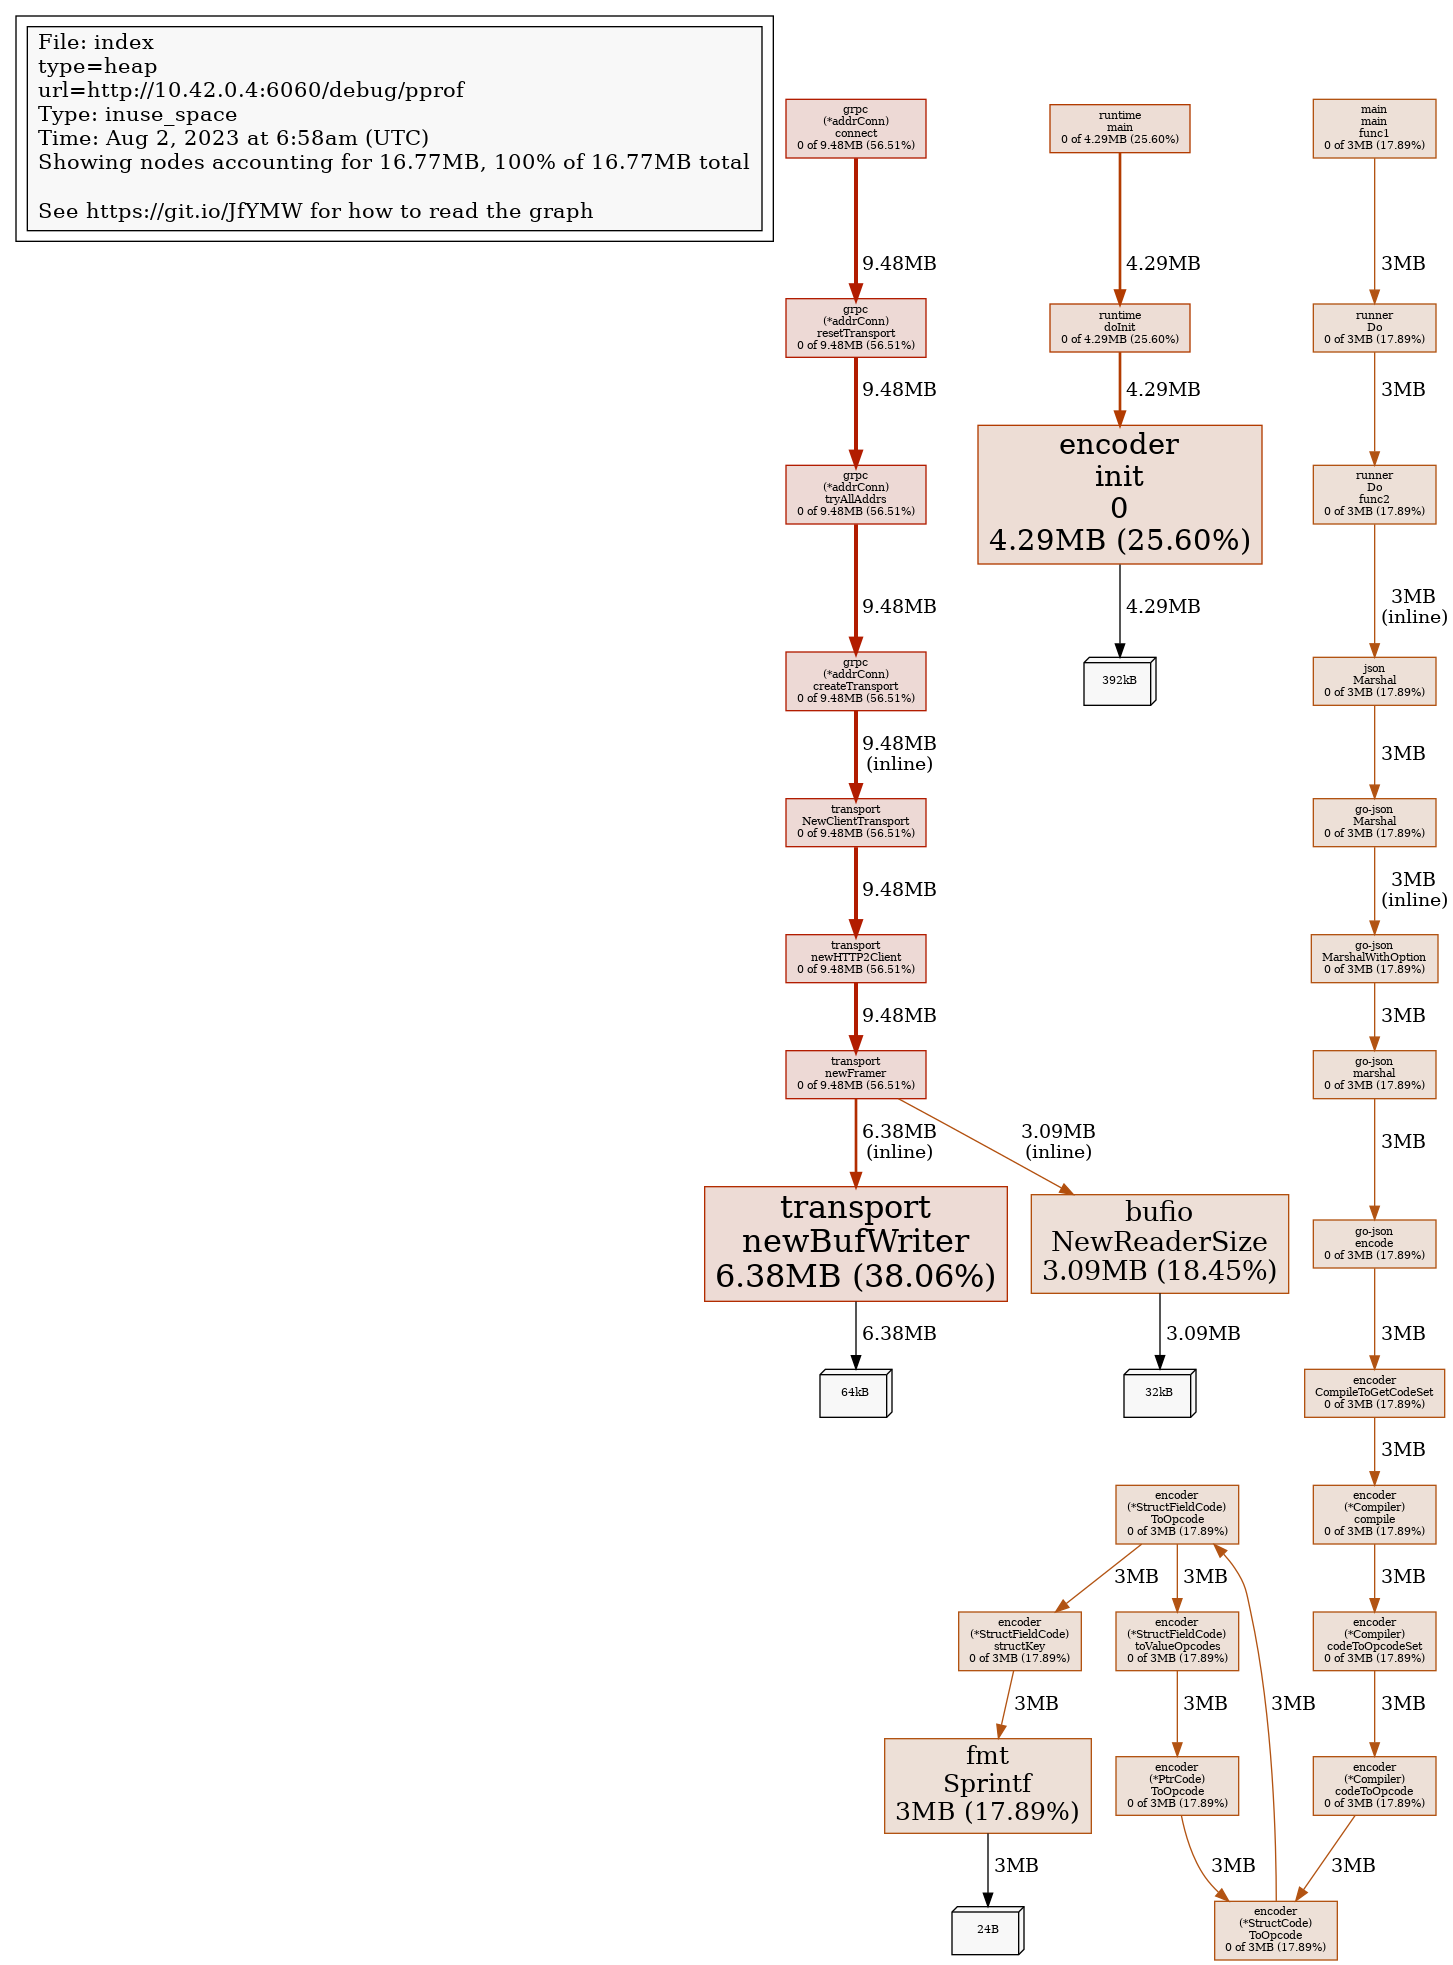 File: index
type=heap
url=http://10.42.0.4:6060/debug/pprof
Type: inuse_space
Time: Aug 2, 2023 at 6:58am (UTC)
Showing nodes accounting for 16.77MB, 100% of 16.77MB total
See https://git.io/JfYMW for how to read the graph
grpc
(*addrConn)
connect
0 of 9.48MB (56.51%)
9.48MB
grpc
(*addrConn)
resetTransport
0 of 9.48MB (56.51%)
9.48MB
grpc
(*addrConn)
tryAllAddrs
0 of 9.48MB (56.51%)
9.48MB
grpc
(*addrConn)
createTransport
0 of 9.48MB (56.51%)
9.48MB
(inline)
transport
NewClientTransport
0 of 9.48MB (56.51%)
9.48MB
transport
newHTTP2Client
0 of 9.48MB (56.51%)
9.48MB
transport
newFramer
0 of 9.48MB (56.51%)
6.38MB
(inline)
3.09MB
(inline)
transport
newBufWriter
6.38MB (38.06%)
6.38MB
64kB
bufio
NewReaderSize
3.09MB (18.45%)
3.09MB
32kB
runtime
main
0 of 4.29MB (25.60%)
4.29MB
runtime
doInit
0 of 4.29MB (25.60%)
4.29MB
encoder
init
0
4.29MB (25.60%)
4.29MB
392kB
main
main
func1
0 of 3MB (17.89%)
3MB
runner
Do
0 of 3MB (17.89%)
3MB
runner
Do
func2
0 of 3MB (17.89%)
3MB
(inline)
json
Marshal
0 of 3MB (17.89%)
3MB
go-json
Marshal
0 of 3MB (17.89%)
3MB
(inline)
go-json
MarshalWithOption
0 of 3MB (17.89%)
3MB
go-json
marshal
0 of 3MB (17.89%)
3MB
go-json
encode
0 of 3MB (17.89%)
3MB
encoder
CompileToGetCodeSet
0 of 3MB (17.89%)
3MB
encoder
(*Compiler)
compile
0 of 3MB (17.89%)
3MB
encoder
(*Compiler)
codeToOpcodeSet
0 of 3MB (17.89%)
3MB
encoder
(*Compiler)
codeToOpcode
0 of 3MB (17.89%)
3MB
encoder
(*StructCode)
ToOpcode
0 of 3MB (17.89%)
3MB
encoder
(*StructFieldCode)
ToOpcode
0 of 3MB (17.89%)
3MB
3MB
encoder
(*StructFieldCode)
structKey
0 of 3MB (17.89%)
3MB
encoder
(*StructFieldCode)
toValueOpcodes
0 of 3MB (17.89%)
3MB
encoder
(*PtrCode)
ToOpcode
0 of 3MB (17.89%)
3MB
fmt
Sprintf
3MB (17.89%)
3MB
24B